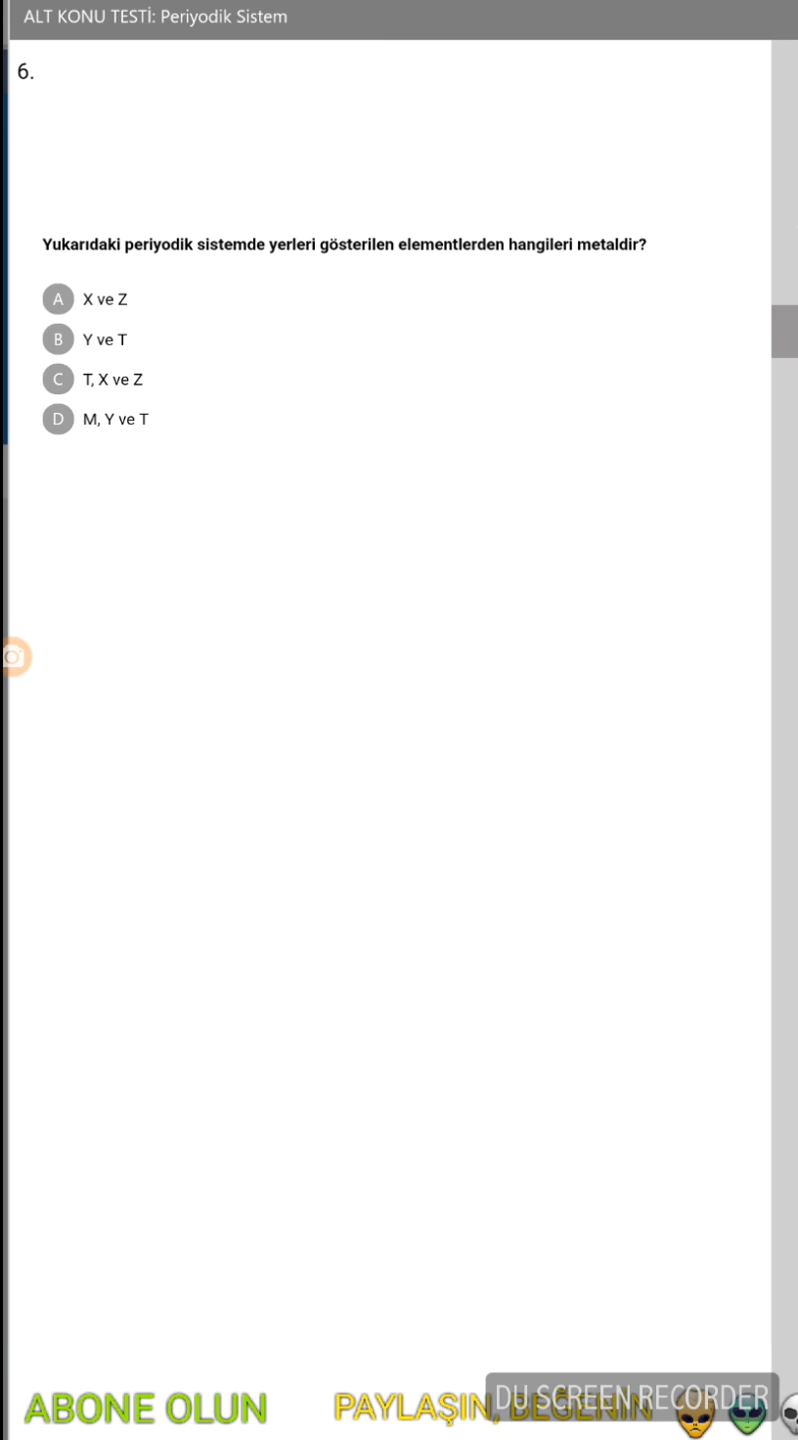 ALT KONU TESTİ: Periyodik Sistem
6.
Yukarıdaki periyodik sistemde yerleri gösterilen elementlerden hangileri metaldir?
A X ve Z
B Y ve T
C T, X ve Z
D M, Y ve T
ABONE OLUN PAYLAŞIN, BEĞENİN
DU SCREEN RECORDER